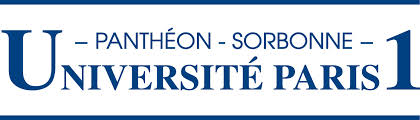 – PANTHÉON - SORBONNE –
UNIVERSITÉ PARIS 1